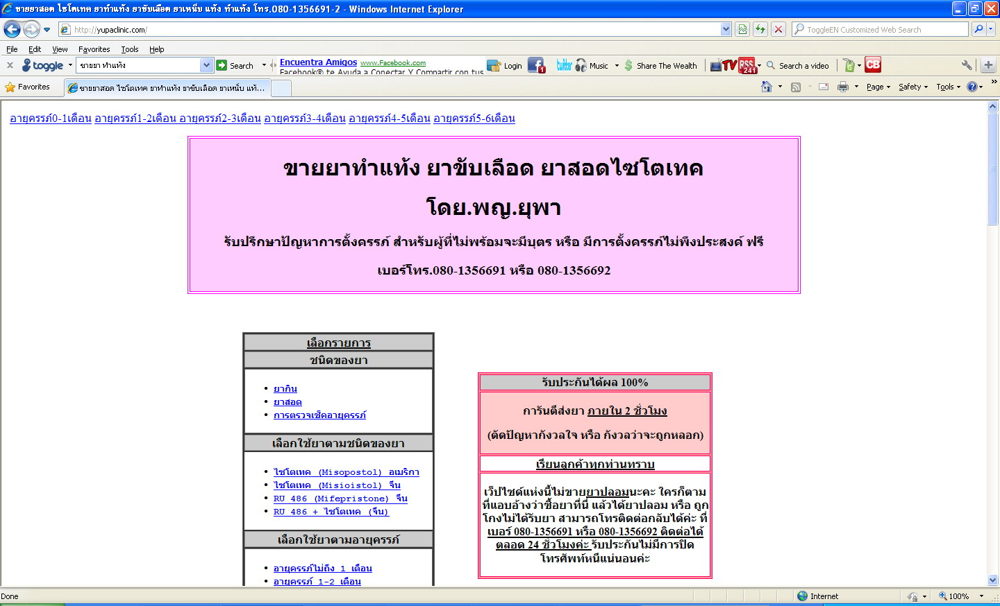 ขายยาสอด ไซโตเทค ยาทำแท้ง ยาขับเลือด ยาเหน็บ แท้ง ทำแท้ง โทร.080-1356691-2 - Windows Internet Explorer
http://yupaclinic.com/
ToggleEN Customized Web Search
File Edit View Favorites Tools Help
toggle ขายยา ทำแท้ง Search Encuentra Amigos www.Facebook.com Login 1 twitter Music Share The Wealth TV RSS 241 Search a video CB
Facebook® te Ayuda a Conectar Y Compartir con tus
Favorites ขายยาสอด ไซโตเทค ยาทำแท้ง ยาขับเลือด ยาเหน็บ แท้... Page Safety Tools
อายุครรภ์0-1เดือน อายุครรภ์1-2เดือน อายุครรภ์2-3เดือน อายุครรภ์3-4เดือน อายุครรภ์4-5เดือน อายุครรภ์5-6เดือน
ขายยาทำแท้ง ยาขับเลือด ยาสอดไซโตเทค
โดย.พญ.ยุพา
รับปรึกษาปัญหาการตั้งครรภ์ สำหรับผู้ที่ไม่พร้อมจะมีบุตร หรือ มีการตั้งครรภ์ไม่พึงประสงค์ ฟรี
เบอร์โทร.080-1356691 หรือ 080-1356692
เลือกรายการ
ชนิดของยา
ยากิน
ยาสอด
การตรวจเช็คอายุครรภ์
เลือกใช้ยาตามชนิดของยา
ไซโตเทค (Misopostol) อเมริกา
ไซโตเทค (Misioistol) จีน
RU 486 (Mifepristone) จีน
RU 486 + ไซโตเทค (จีน)
เลือกใช้ยาตามอายุครรภ์
อายุครรภ์ไม่ถึง 1 เดือน
อายุครรภ์ 1-2 เดือน
รับประกันได้ผล 100%
การันตีส่งยา ภายใน 2 ชั่วโมง
(ตัดปัญหากังวลใจ หรือ กังวลว่าจะถูกหลอก)
เรียนลูกค้าทุกท่านทราบ
เว็ปไซด์แห่งนี้ไม่ขายยาปลอมนะคะ ใครก็ตาม
ที่แอบอ้างว่าซื้อยาที่นี่ แล้วได้ยาปลอม หรือ ถูก
โกงไม่ได้รับยา สามารถโทรติดต่อกลับได้ค่ะ ที่
เบอร์ 080-1356691 หรือ 080-1356692 ติดต่อได้
ตลอด 24 ชั่วโมงค่ะ รับประกันไม่มีการปิด
โทรศัพท์หนีแน่นอนค่ะ
Done Internet 100%